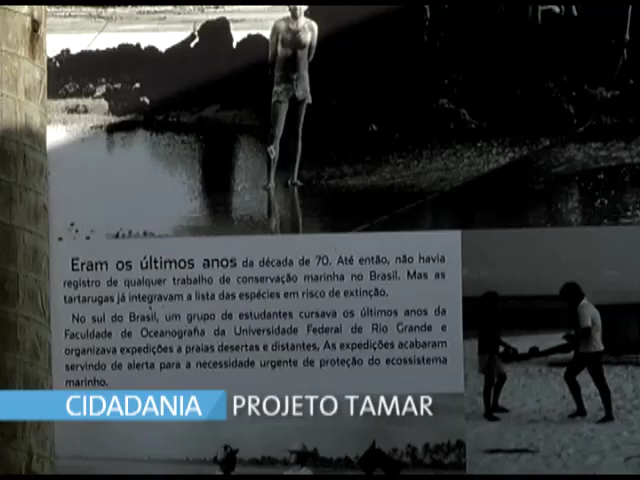 Eram os últimos anos da década de 70. Até então, não havia
registro de qualquer trabalho de conservação marinha no Brasil. Mas as
tartarugas já integravam a lista das espécies em risco de extinção.
No sul do Brasil, um grupo de estudantes cursava os últimos anos da
Faculdade de Oceanografia da Universidade Federal de Rio Grande e
organizava expedições a praias desertas e distantes. As expedições acabaram
servindo de alerta para a necessidade urgente de proteção do ecossistema
marinho.
CIDADANIA PROJETO TAMAR